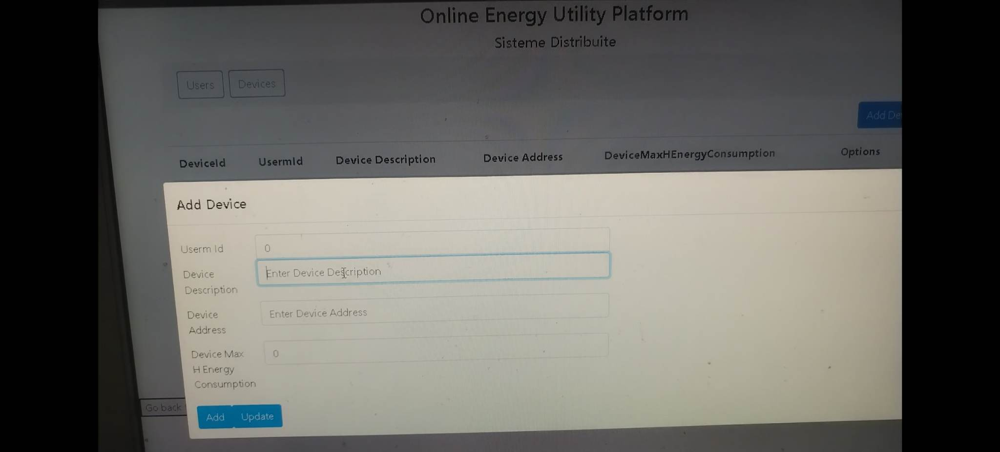 Online Energy Utility Platform
Sisteme Distribuite
Users Devices
Add
DeviceId UsermId Device Description Device Address DeviceMaxHEnergyConsumption Options
Add Device
Userm Id 0
Device
Description
Enter Device Description
Device
Address
Enter Device Address
Device Max
H Energy
Consumption
0
Go back
Add Update